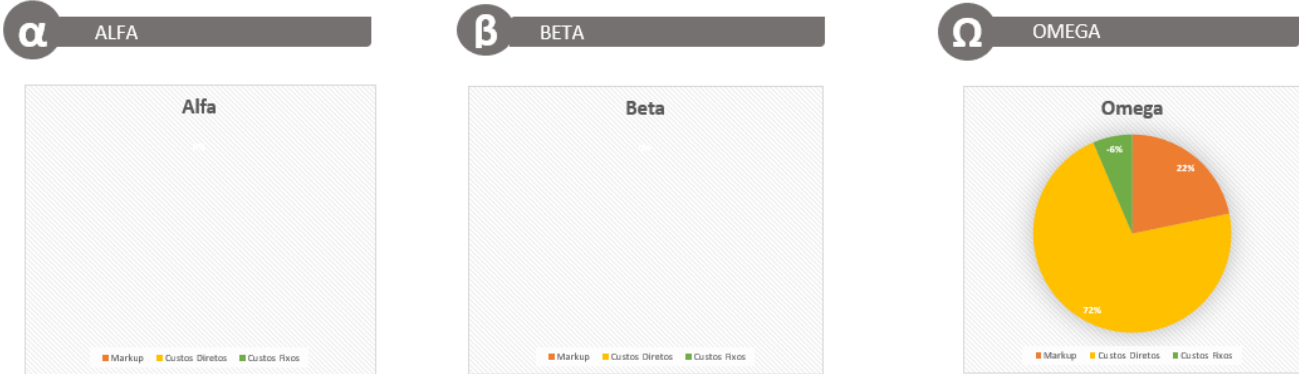 α ALFA
β BETA
Ω OMEGA
Alfa
Markup Custos Diretos Custos Fixos
Beta
Markup Custos Diretos Custos Fixos
Omega
-6%
22%
72%
Markup Custos Diretos Custos Fixos